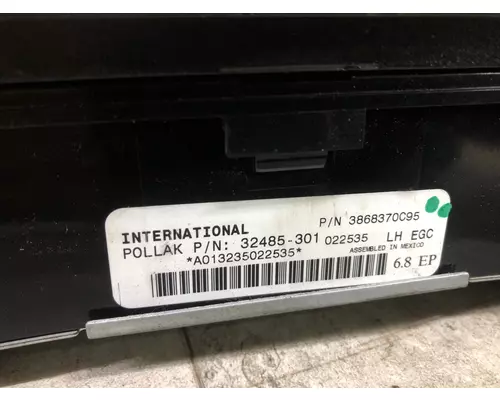 INTERNATIONAL P/N 3868370C95
POLLAK P/N: 32485-301 022535 LH EGC
*A013235022535* ASSEMBLED IN MEXICO
6.8 EP